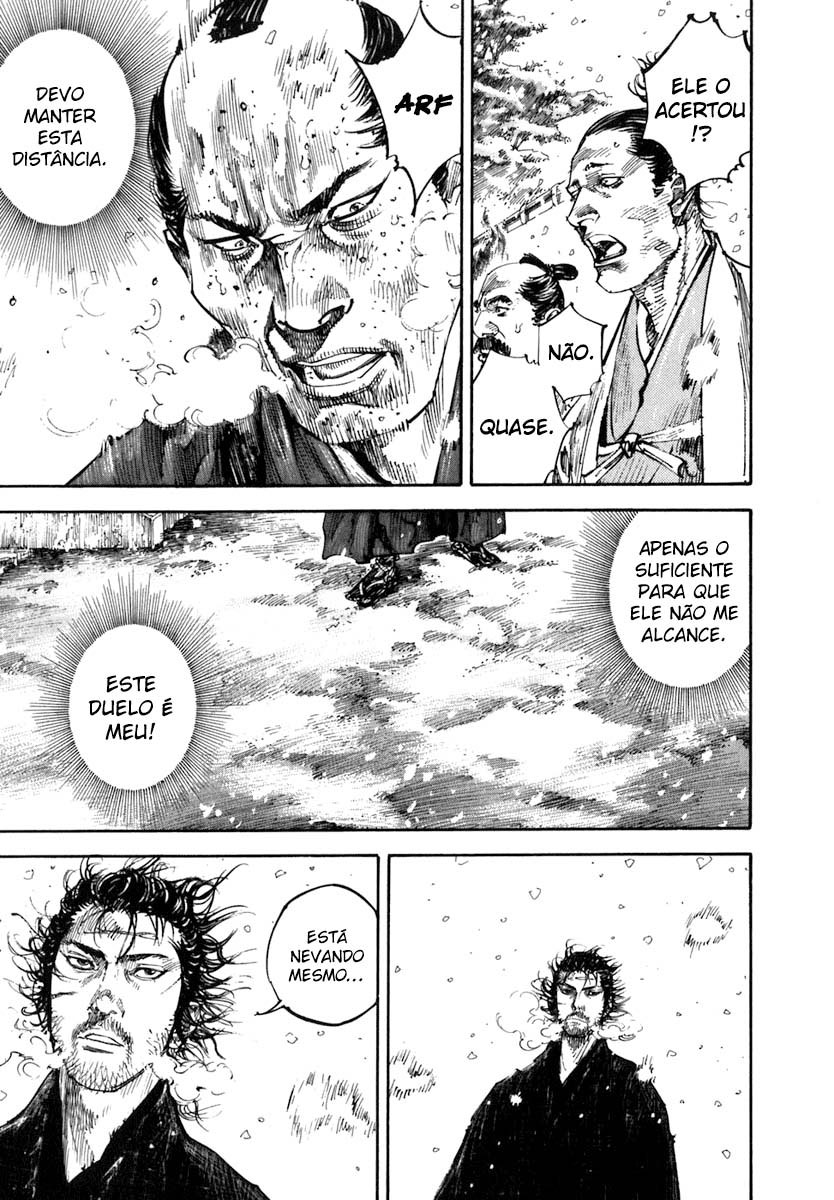 ELE O
ACERTOU
!?
NÃO.
QUASE.
ARF
DEVO
MANTER
ESTA
DISTÂNCIA.
APENAS O
SUFICIENTE
PARA QUE
ELE NÃO ME
ALCANCE.
ESTE
DUELO É
MEU!
ESTÁ
NEVANDO
MESMO...